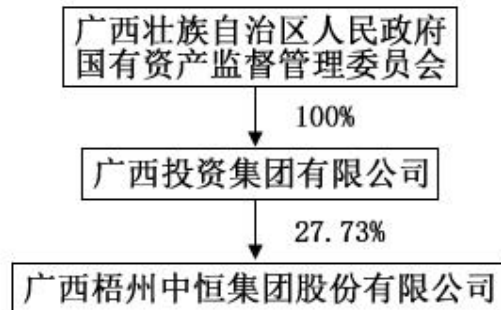 广西壮族自治区人民政府
国有资产监督管理委员会
100%
广西投资集团有限公司
27.73%
广西梧州中恒集团股份有限公司